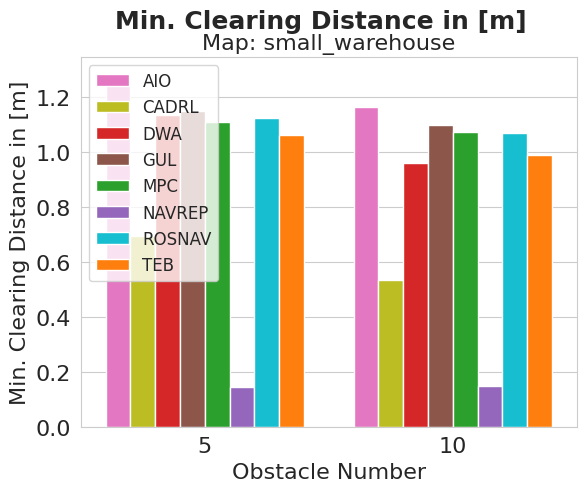 Min. Clearing Distance in [m]
Map: small_warehouse
Min. Clearing Distance in [m]
1.2
1.0
0.8
0.6
0.4
0.2
0.0
AIO
CADRL
DWA
GUL
MPC
NAVREP
ROSNAV
TEB
5
10
Obstacle Number